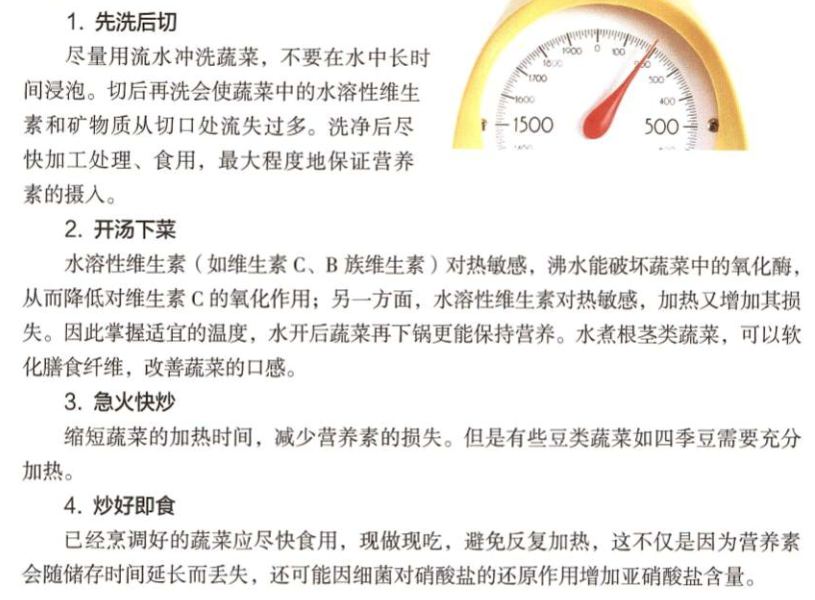 1. 先洗后切
尽量用流水冲洗蔬菜，不要在水中长时
间浸泡。切后再洗会使蔬菜中的水溶性维生
素和矿物质从切口处流失过多。洗净后尽
快加工处理、食用，最大程度地保证营养
素的摄入。
1600
1700
1800
1900
0
100
500
400
1500
500
2. 开汤下菜
水溶性维生素（如维生素 C、B 族维生素）对热敏感，沸水能破坏蔬菜中的氧化酶，
从而降低对维生素 C 的氧化作用；另一方面，水溶性维生素对热敏感，加热又增加其损
失。因此掌握适宜的温度，水开后蔬菜再下锅更能保持营养。水煮根茎类蔬菜，可以软
化膳食纤维，改善蔬菜的口感。
3. 急火快炒
缩短蔬菜的加热时间，减少营养素的损失。但是有些豆类蔬菜如四季豆需要充分
加热。
4. 炒好即食
已经烹调好的蔬菜应尽快食用，现做现吃，避免反复加热，这不仅是因为营养素
会随储存时间延长而丢失，还可能因细菌对硝酸盐的还原作用增加亚硝酸盐含量。